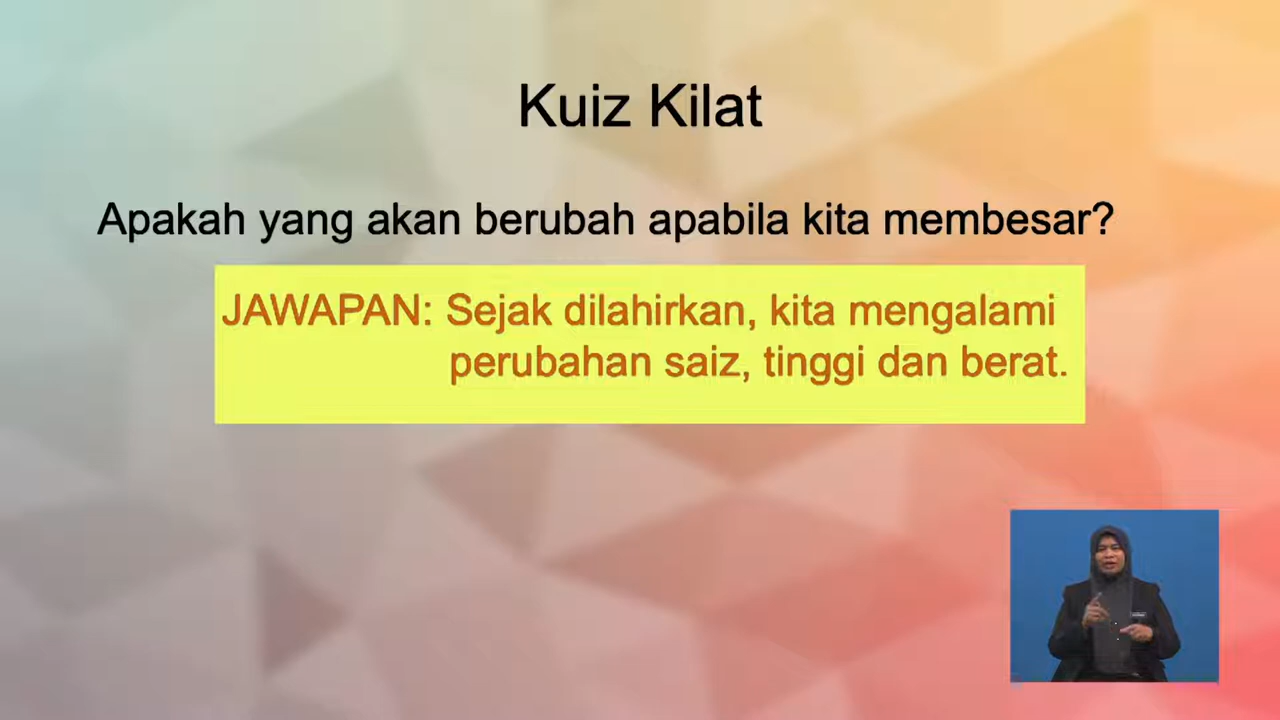 Kuiz Kilat
Apakah yang akan berubah apabila kita membesar?
JAWAPAN: Sejak dilahirkan, kita mengalami
perubahan saiz, tinggi dan berat.